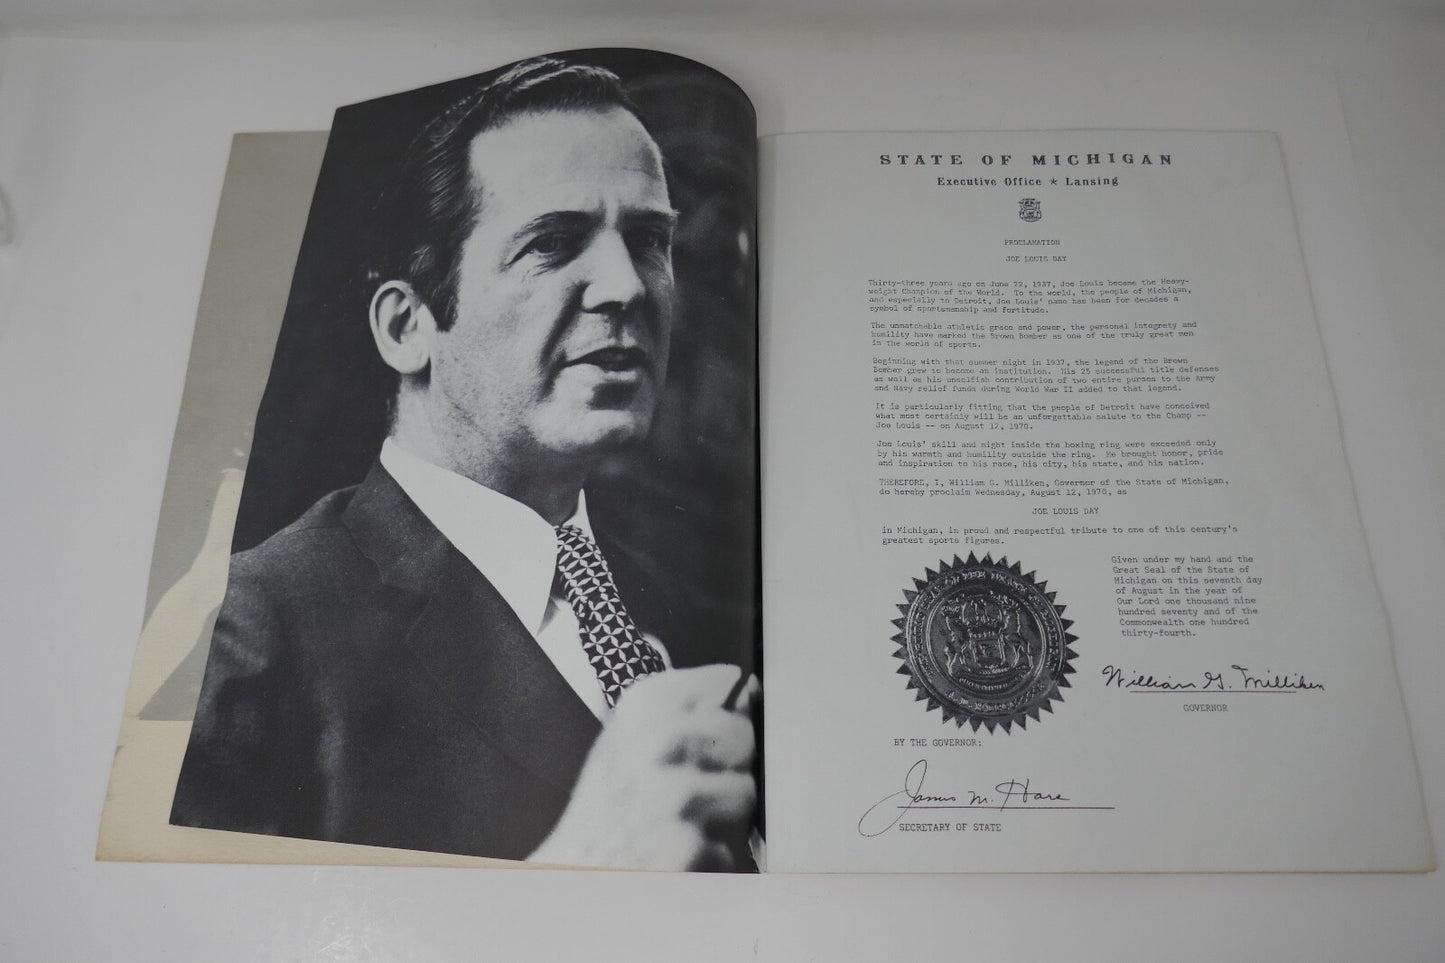 STATE OF MICHIGAN
Executive Office ★ Lansing
PROCLAMATION
JOE LOUIS DAY
Thirty-three years ago on June 22, 1937, Joe Louis became the Heavy-
weight Champion of the World. To the world, the people of Michigan,
and especially to Detroit, Joe Louis' name has been for decades a
symbol of sportsmanship and fortitude.
The unmatchable athletic grace and power, the personal integrety and
humility have marked the Brown Bomber as one of the truly great men
in the world of sports.
Beginning with that summer night in 1937, the legend of the Brown
Bomber grew to become an institution. His 25 successful title defenses
as well as his unselfish contribution of two entire purses to the Army
and Navy relief funds during World War II added to that legend.
It is particularly fitting that the people of Detroit have conceived
what most certainly will be an unforgettable salute to the Champ --
Joe Louis -- on August 12, 1970.
Joe Louis' skill and might inside the boxing ring were exceeded only
by his warmth and humility outside the ring. He brought honor, pride
and inspiration to his race, his city, his state, and his nation.
THEREFORE, I, William G. Milliken, Governor of the State of Michigan,
do hereby proclaim Wednesday, August 12, 1970, as
JOE LOUIS DAY
in Michigan, in proud and respectful tribute to one of this century's
greatest sports figures.
Given under my hand and the
Great Seal of the State of
Michigan on this seventh day
of August in the year of
Our Lord one thousand nine
hundred seventy and of the
Commonwealth one hundred
thirty-fourth.
William G. Milliken
GOVERNOR
BY THE GOVERNOR:
James M. Hare
SECRETARY OF STATE